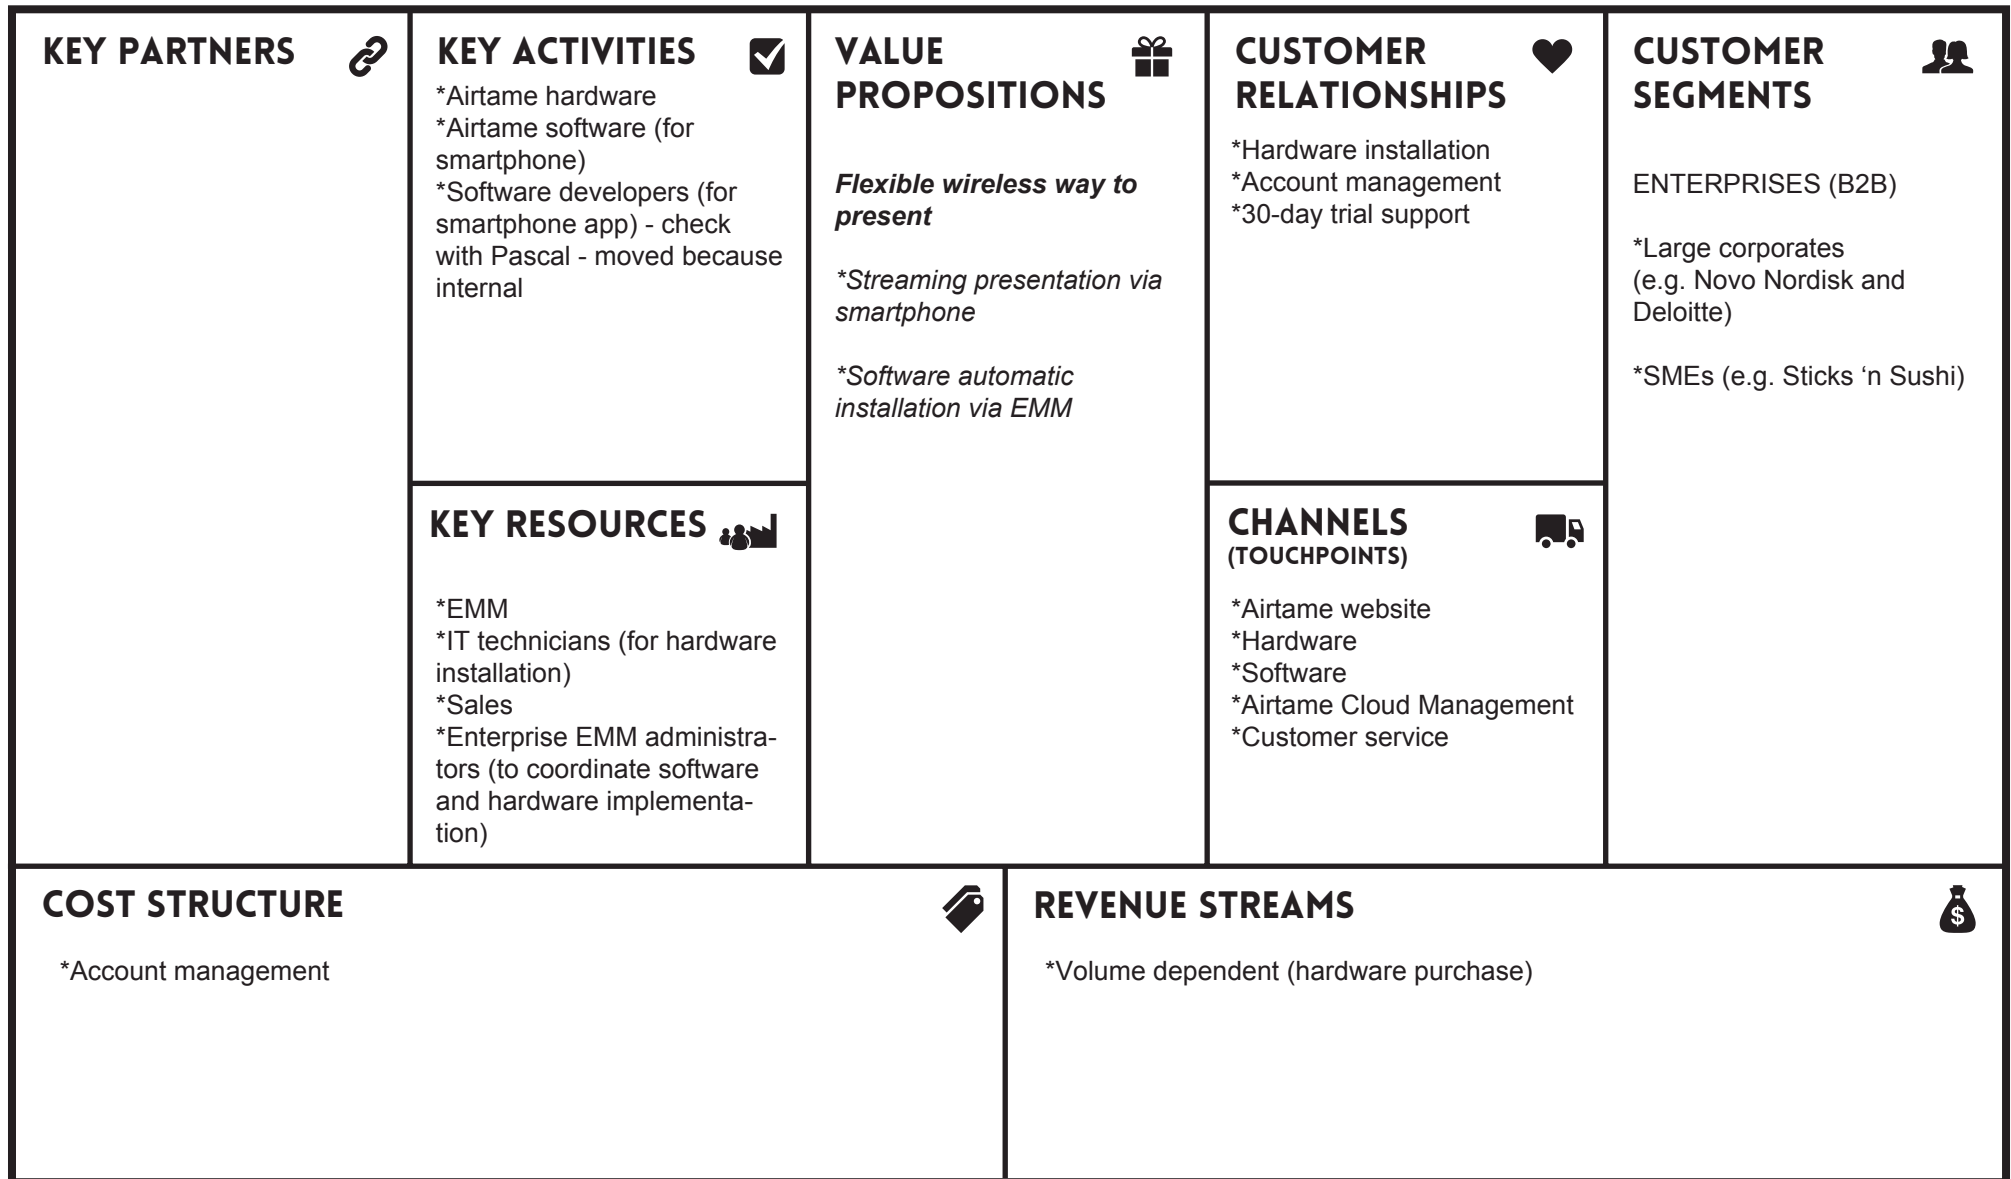 KEY PARTNERS
KEY ACTIVITIES
*Airtame hardware
*Airtame software (for
smartphone)
*Software developers (for
smartphone app) - check
with Pascal - moved because
internal
KEY RESOURCES
*EMM
*IT technicians (for hardware
installation)
*Sales
*Enterprise EMM administra-
tors (to coordinate software
and hardware implementa-
tion)
VALUE
PROPOSITIONS
Flexible wireless way to
present
*Streaming presentation via
smartphone
*Software automatic
installation via EMM
CUSTOMER
RELATIONSHIPS
*Hardware installation
*Account management
*30-day trial support
CHANNELS
(TOUCHPOINTS)
*Airtame website
*Hardware
*Software
*Airtame Cloud Management
*Customer service
CUSTOMER
SEGMENTS
ENTERPRISES (B2B)
*Large corporates
(e.g. Novo Nordisk and
Deloitte)
*SMEs (e.g. Sticks ‘n Sushi)
COST STRUCTURE
*Account management
REVENUE STREAMS
$
*Volume dependent (hardware purchase)